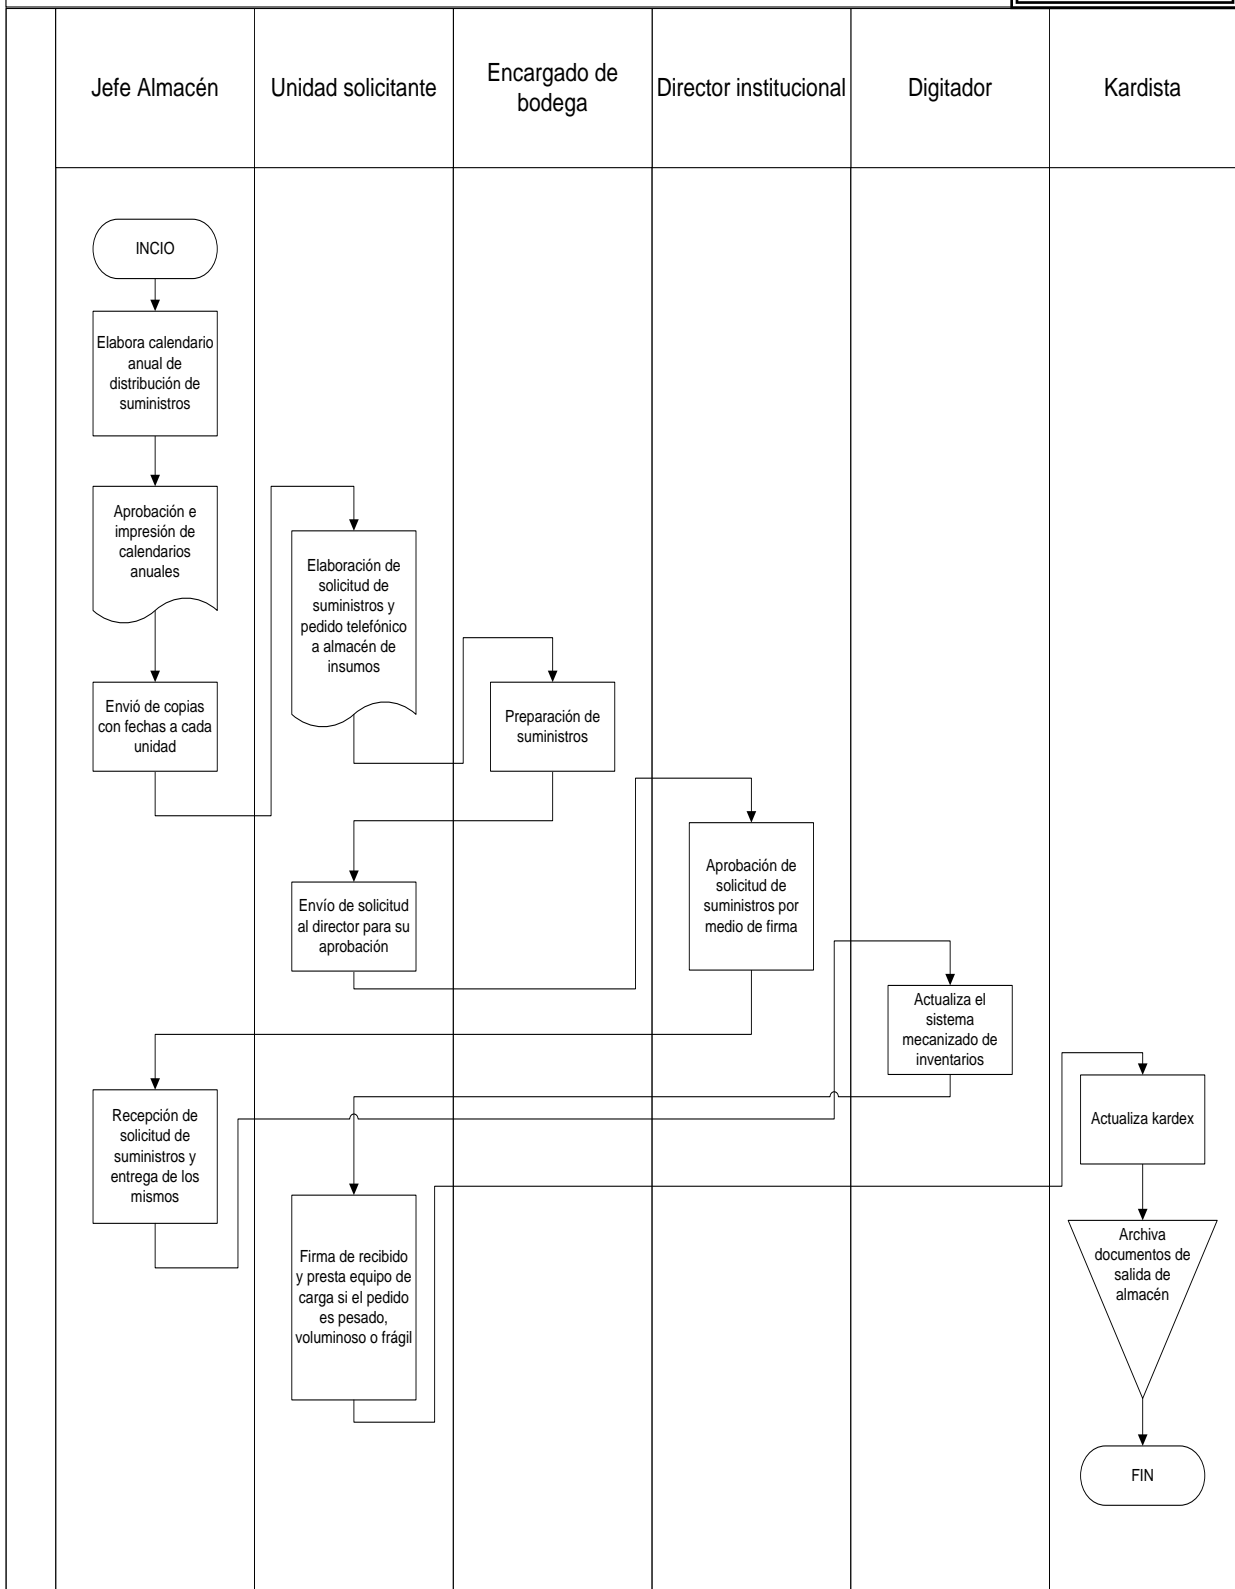 Jefe Almacén
Unidad solicitante
Encargado de
bodega
Director institucional
Digitador
Kardista
INCIO
Elabora calendario
anual de
distribución de
suministros
Aprobación e
impresión de
calendarios
anuales
Envió de copias
con fechas a cada
unidad
Elaboración de
solicitud de
suministros y
pedido telefónico
a almacén de
insumos
Preparación de
suministros
Envío de solicitud
al director para su
aprobación
Aprobación de
solicitud de
suministros por
medio de firma
Recepción de
solicitud de
suministros y
entrega de los
mismos
Actualiza el
sistema
mecanizado de
inventarios
Firma de recibido
y presta equipo de
carga si el pedido
es pesado,
voluminoso o frágil
Actualiza kardex
Archiva
documentos de
salida de
almacén
FIN